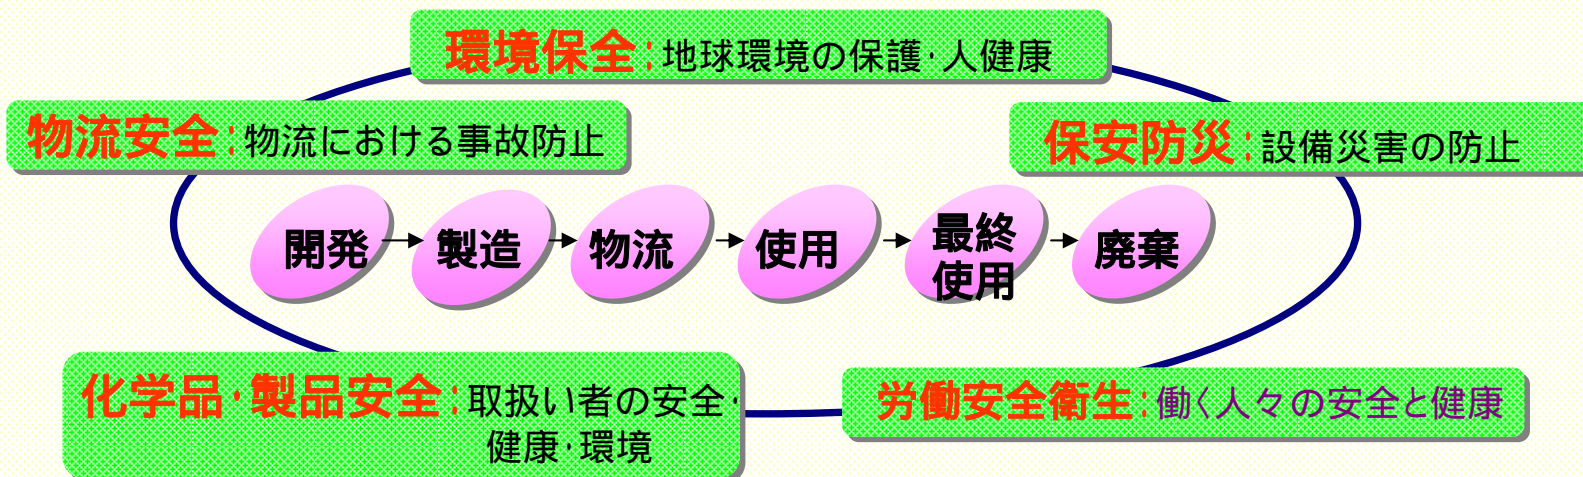 環境保全:地球環境の保護･人健康
物流安全:物流における事故防止
保安防災:設備災害の防止
開発
製造
物流
使用
最終
使用
廃棄
化学品･製品安全:取扱い者の安全･
健康･環境
労働安全衛生:働く人々の安全と健康